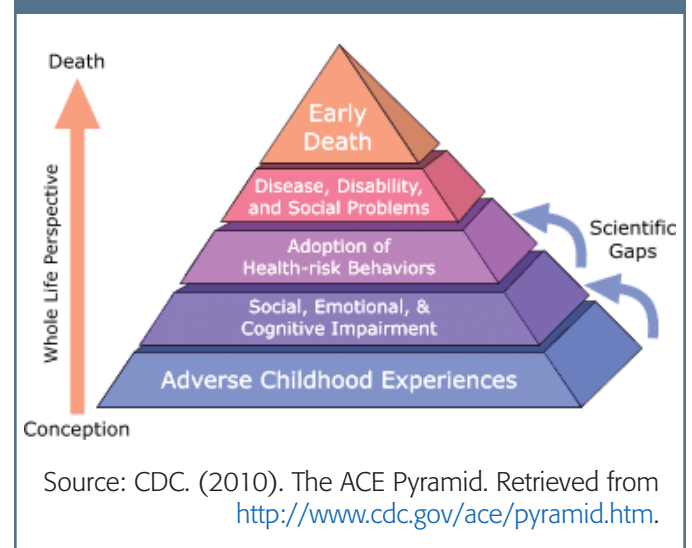 Death
Whole Life Perspective
Conception
Early
Death
Disease, Disability,
and Social Problems
Adoption of
Health-risk Behaviors
Social, Emotional, &
Cognitive Impairment
Adverse Childhood Experiences
Scientific
Gaps
Source: CDC. (2010). The ACE Pyramid. Retrieved from
http://www.cdc.gov/ace/pyramid.htm.